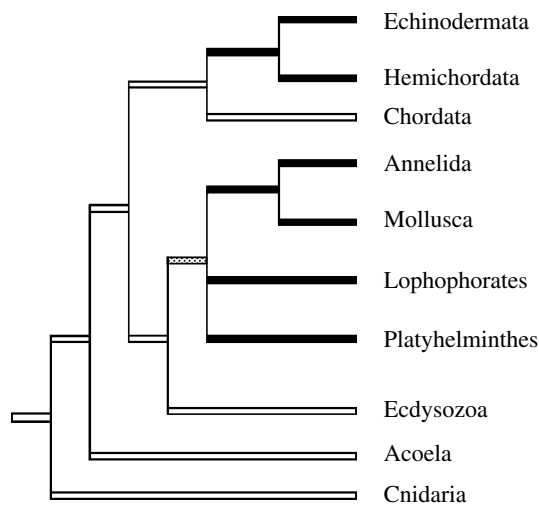 Echinodermata
Hemichordata
Chordata
Annelida
Mollusca
Lophophorates
Platyhelminthes
Ecdysozoa
Acoela
Cnidaria